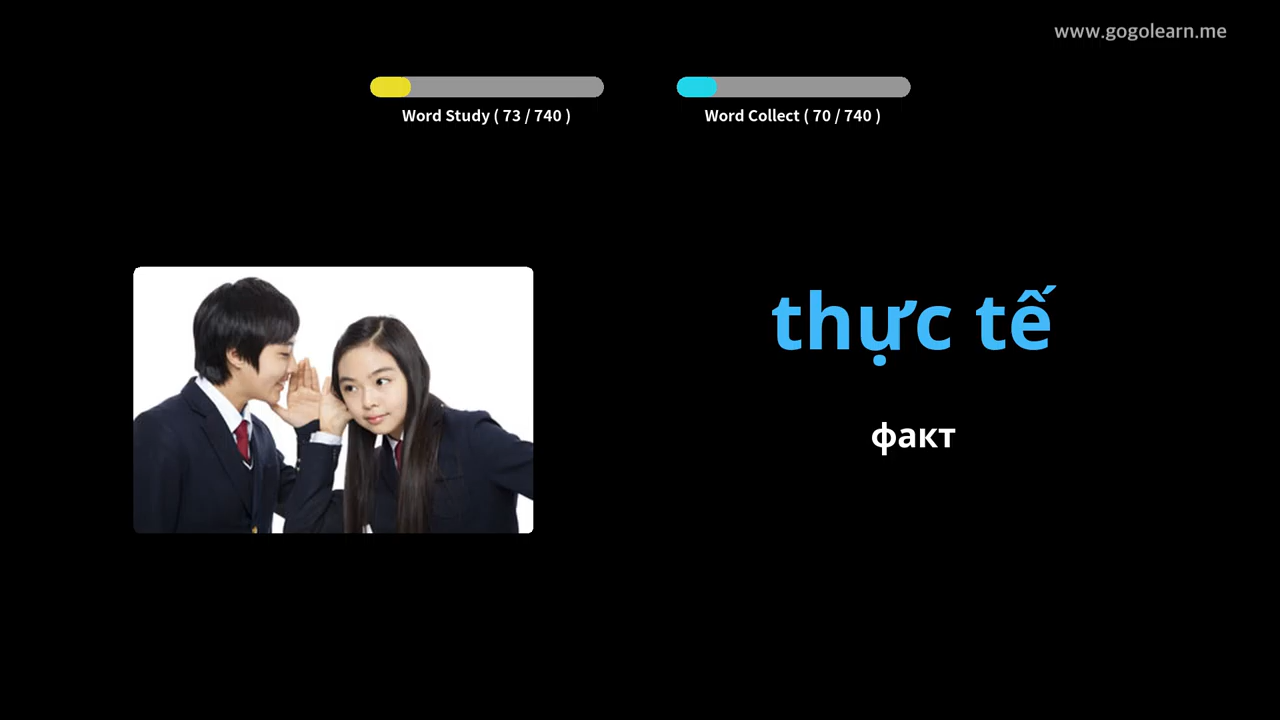 www.gogolearn.me
Word Study ( 73 / 740 )
Word Collect ( 70 / 740 )
thực tế
факт